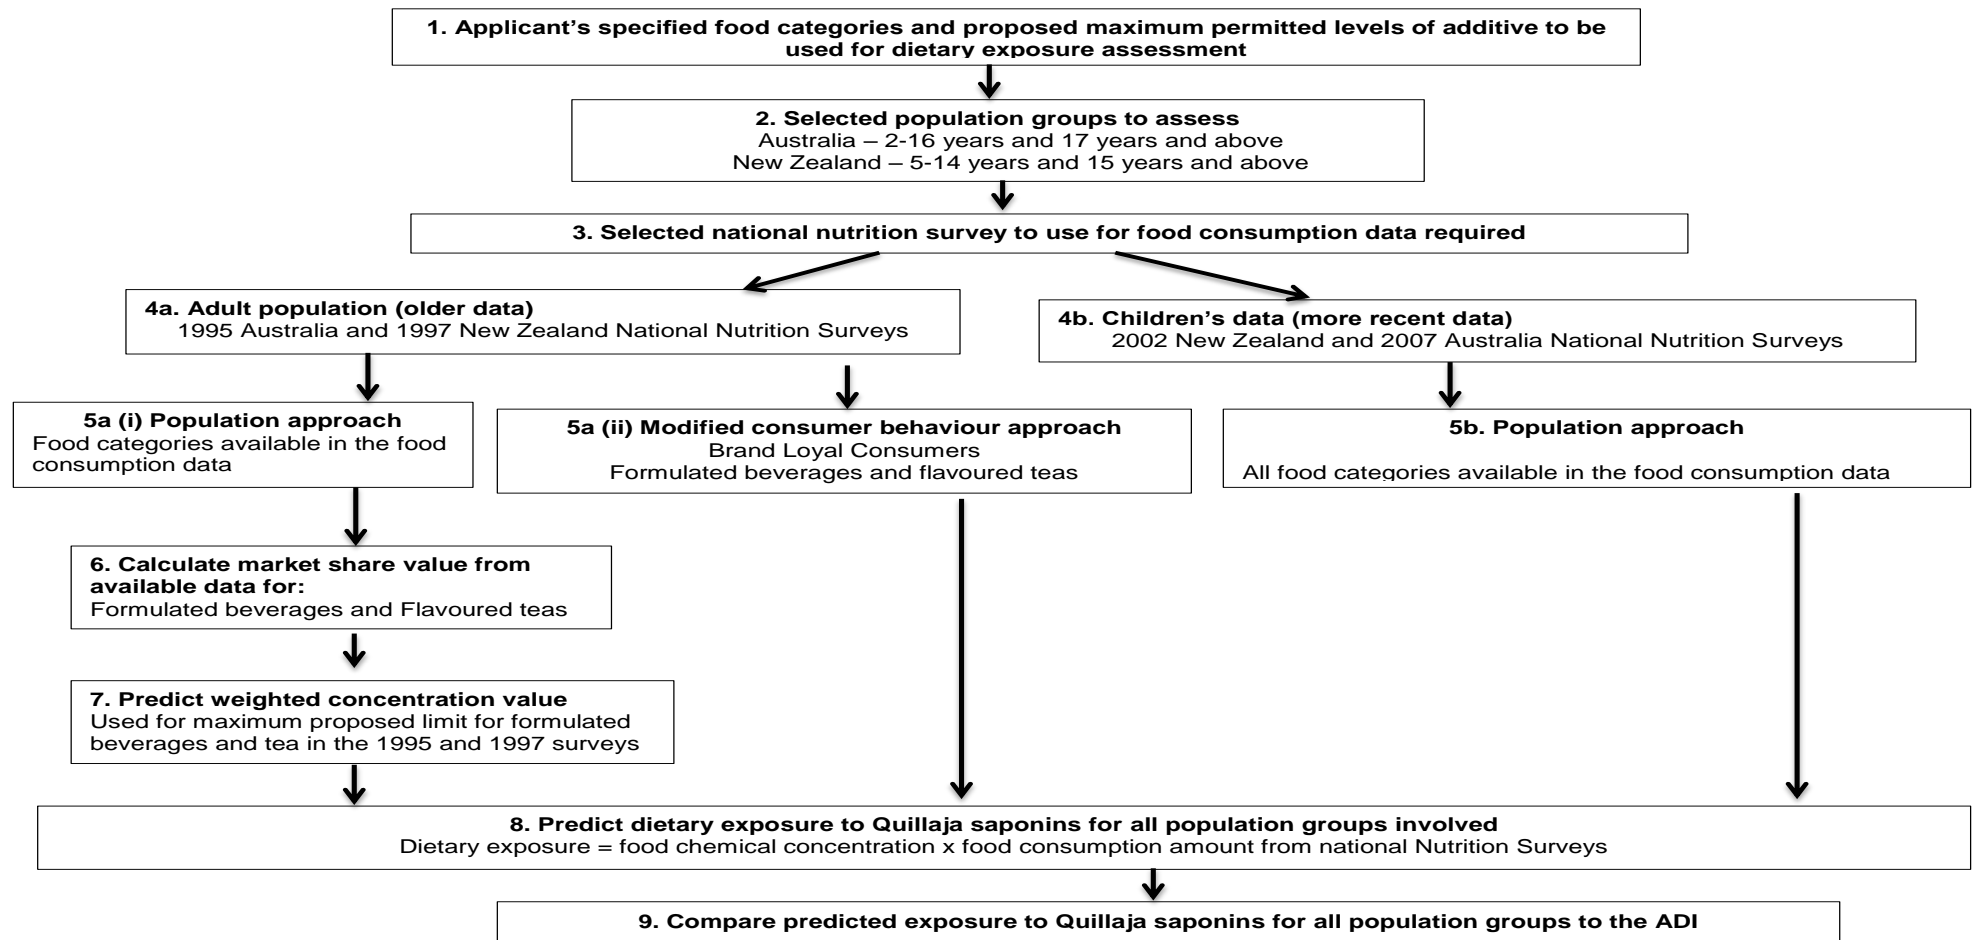 1. Applicant’s specified food categories and proposed maximum permitted levels of additive to be
used for dietary exposure assessment
2. Selected population groups to assess
Australia – 2-16 years and 17 years and above
New Zealand – 5-14 years and 15 years and above
3. Selected national nutrition survey to use for food consumption data required
4a. Adult population (older data)
1995 Australia and 1997 New Zealand National Nutrition Surveys
4b. Children’s data (more recent data)
2002 New Zealand and 2007 Australia National Nutrition Surveys
5a (i) Population approach
Food categories available in the food
consumption data
5a (ii) Modified consumer behaviour approach
Brand Loyal Consumers
Formulated beverages and flavoured teas
5b. Population approach
All food categories available in the food consumption data
6. Calculate market share value from
available data for:
Formulated beverages and Flavoured teas
7. Predict weighted concentration value
Used for maximum proposed limit for formulated
beverages and tea in the 1995 and 1997 surveys
8. Predict dietary exposure to Quillaja saponins for all population groups involved
Dietary exposure = food chemical concentration x food consumption amount from national Nutrition Surveys
9. Compare predicted exposure to Quillaja saponins for all population groups to the ADI